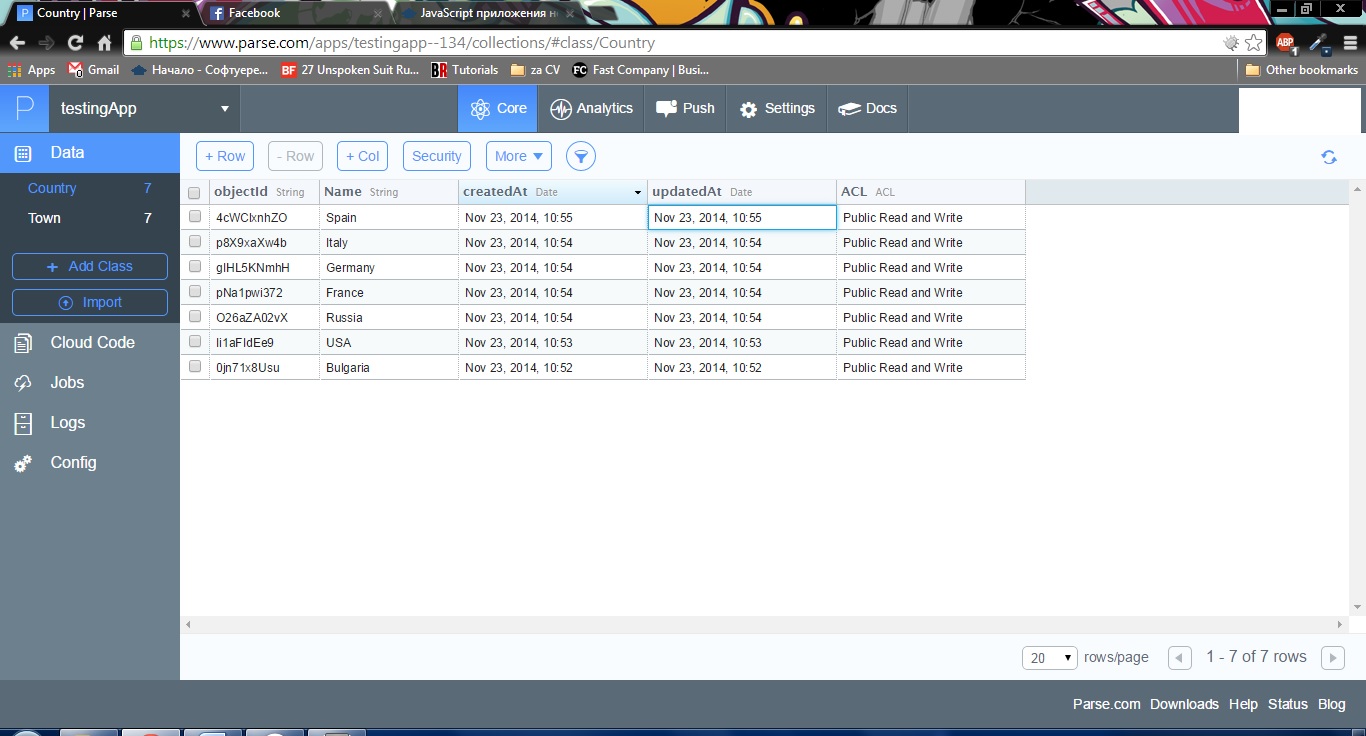 Country | Parse
Facebook
JavaScript приложения н
https://www.parse.com/apps/testingapp--134/collections/#class/Country
ABP 1
Apps Gmail Начало - Софтуере... BF 27 Unspoken Suit Ru... BR Tutorials za CV FC Fast Company | Busi... Other bookmarks
P testingApp Core Analytics Push Settings Docs
Data
Country 7
Town 7
+ Add Class
Import
Cloud Code
Jobs
Logs
Config
+ Row - Row + Col Security More
objectId String Name String createdAt Date updatedAt Date ACL ACL
4cWCIxnhZO Spain Nov 23, 2014, 10:55 Nov 23, 2014, 10:55 Public Read and Write
p8X9xaXw4b Italy Nov 23, 2014, 10:54 Nov 23, 2014, 10:54 Public Read and Write
gIHL5KNmhH Germany Nov 23, 2014, 10:54 Nov 23, 2014, 10:54 Public Read and Write
pNa1pwi372 France Nov 23, 2014, 10:54 Nov 23, 2014, 10:54 Public Read and Write
O26aZA02vX Russia Nov 23, 2014, 10:54 Nov 23, 2014, 10:54 Public Read and Write
Ii1aFIdEe9 USA Nov 23, 2014, 10:53 Nov 23, 2014, 10:53 Public Read and Write
0jn71x8Usu Bulgaria Nov 23, 2014, 10:52 Nov 23, 2014, 10:52 Public Read and Write
20 rows/page 1 - 7 of 7 rows
Parse.com Downloads Help Status Blog